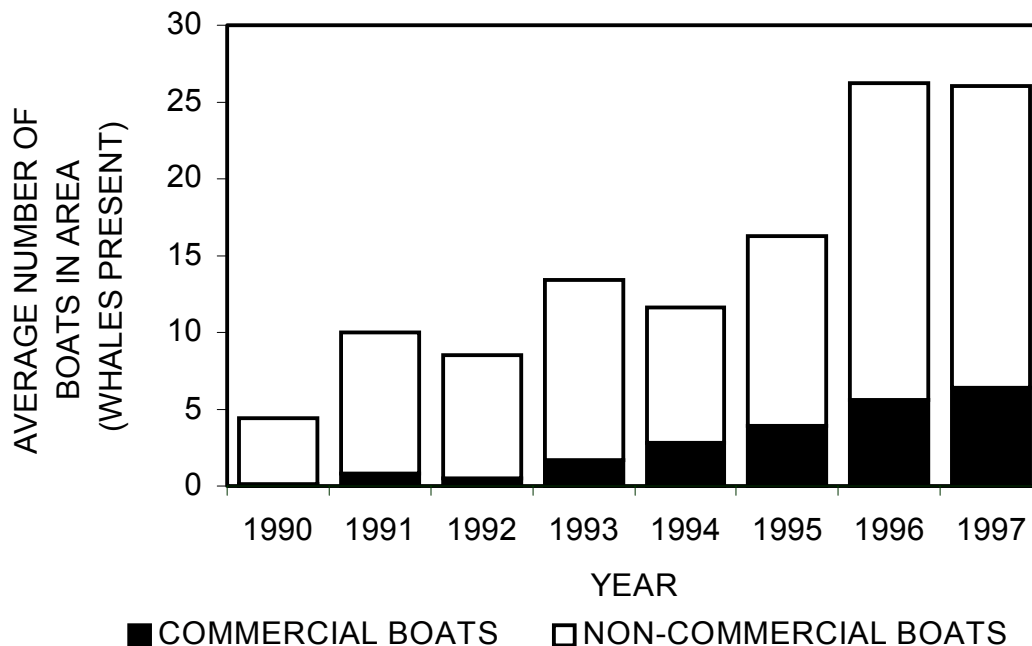 AVERAGE NUMBER OF
BOATS IN AREA
(WHALES PRESENT)
30
25
20
15
10
5
0
1990 1991 1992 1993 1994 1995 1996 1997
YEAR
COMMERCIAL BOATS NON-COMMERCIAL BOATS